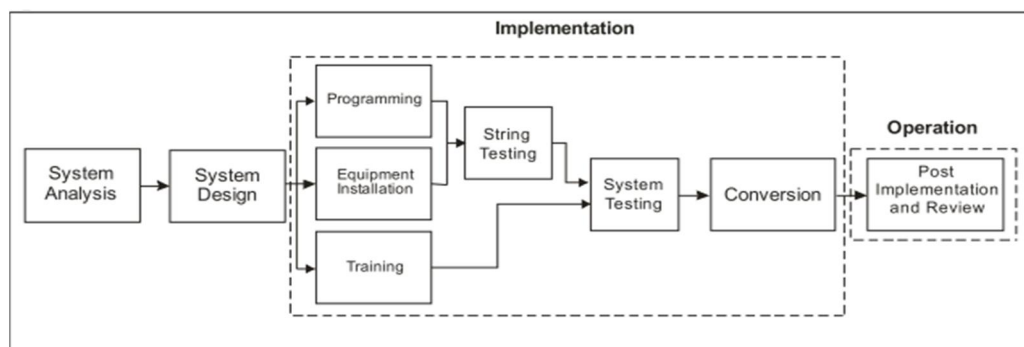 Implementation
Programming
System
Analysis
System
Design
Equipment
Installation
Training
String
Testing
System
Testing
Conversion
Operation
Post
Implementation
and Review